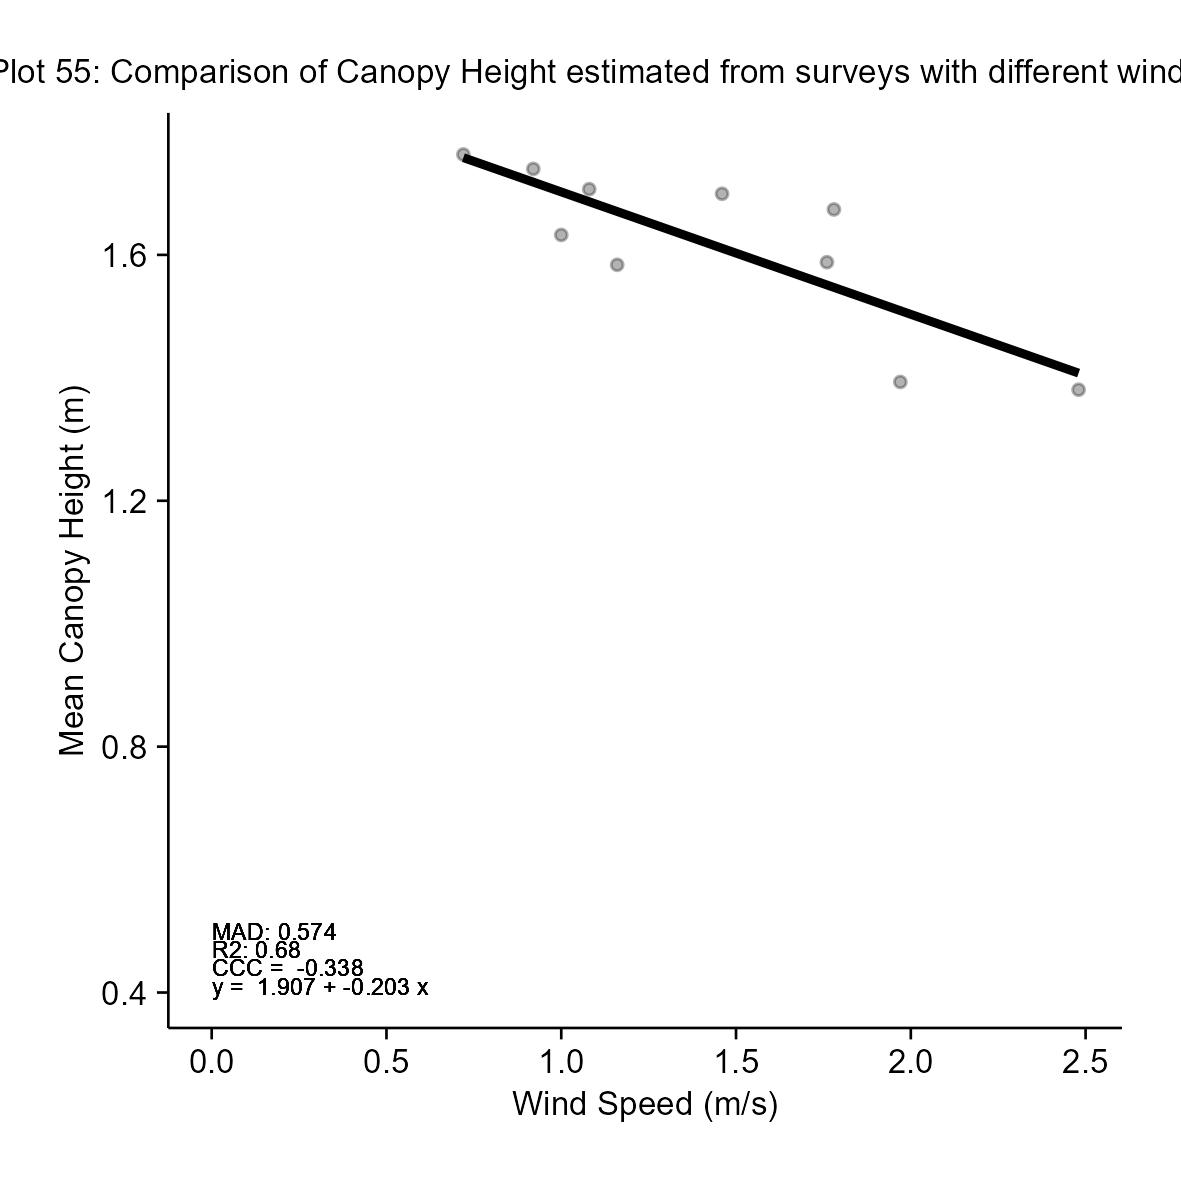 Plot 55: Comparison of Canopy Height estimated from surveys with different wind
1.6
1.2
0.8
0.4
Mean Canopy Height (m)
MAD: 0.574
R2: 0.68
CCC =  -0.338
y =  1.907 + -0.203 x
0.0 0.5 1.0 1.5 2.0 2.5
Wind Speed (m/s)